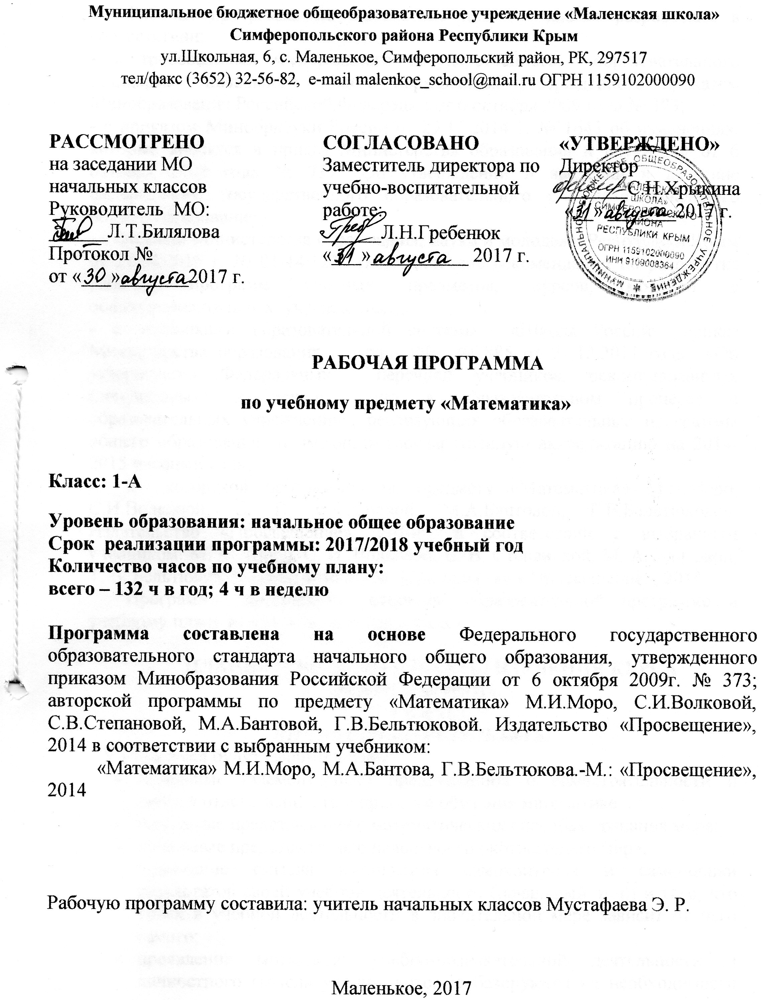 Муниципальное бюджетное общеобразовательное учреждение «Маленская школа»
Симферопольского района Республики Крым
ул.Школьная, 6, с. Маленькое, Симферопольский район, РК, 297517
тел/факс (3652) 32-56-82,  e-mail malenkoe_school@mail.ru ОГРН 1159102000090
РАССМОТРЕНО
на заседании МО
начальных классов
Руководитель  МО:
Л.Т.Билялова
Протокол №
от «30»августа2017 г.
СОГЛАСОВАНО
Заместитель директора по
учебно-воспитательной
работе:
Греб Л.Н.Гребенюк
«31»августа 2017 г.
«УТВЕРЖДЕНО»
Директор
С.Н.Хрыкина
«31»августа 2017 г.
МУНИЦИПАЛЬНОЕ БЮДЖЕТНОЕ ОБЩЕОБРАЗОВАТЕЛЬНОЕ УЧРЕЖДЕНИЕ *
«МАЛЕНСКАЯ
ШКОЛА»
СИМФЕРОПОЛЬСКОГО
РАЙОНА
РЕСПУБЛИКИ КРЫМ
ОГРН 1159102000090
ИНН 9109008364
РАБОЧАЯ ПРОГРАММА
по учебному предмету «Математика»
Класс: 1-А
Уровень образования: начальное общее образование
Срок  реализации программы: 2017/2018 учебный год
Количество часов по учебному плану:
всего – 132 ч в год; 4 ч в неделю
Программа составлена на основе Федерального государственного
образовательного стандарта начального общего образования, утвержденного
приказом Минобразования Российской Федерации от 6 октября 2009г. № 373;
авторской программы по предмету «Математика» М.И.Моро, С.И.Волковой,
С.В.Степановой, М.А.Бантовой, Г.В.Бельтюковой. Издательство «Просвещение»,
2014 в соответствии с выбранным учебником:
«Математика» М.И.Моро, М.А.Бантова, Г.В.Бельтюкова.-М.: «Просвещение»,
2014
Рабочую программу составила: учитель начальных классов Мустафаева Э. Р.
Маленькое, 2017